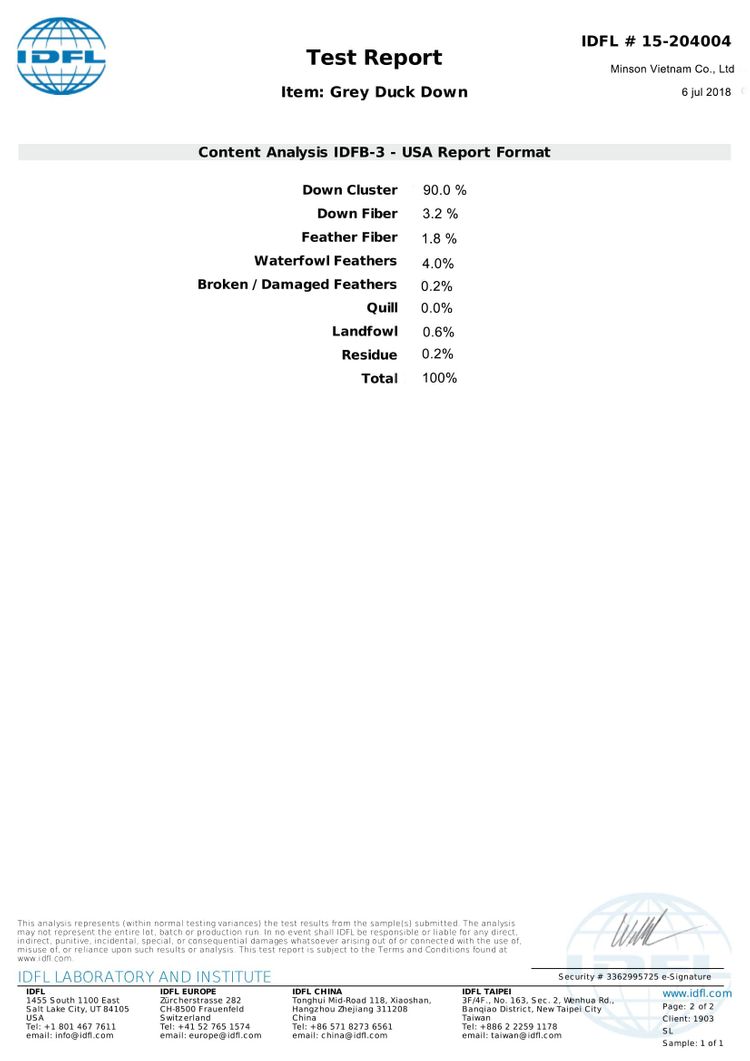 IDFL
IDFL # 15-204004
Test Report
Minson Vietnam Co., Ltd
Item: Grey Duck Down
6 jul 2018
Content Analysis IDFB-3 - USA Report Format
Down Cluster 90.0 %
Down Fiber 3.2 %
Feather Fiber 1.8 %
Waterfowl Feathers 4.0%
Broken / Damaged Feathers 0.2%
Quill 0.0%
Landfowl 0.6%
Residue 0.2%
Total 100%
This analysis represents (within normal testing variances) the test results from the sample(s) submitted. The analysis
may not represent the entire lot, batch or production run. In no event shall IDFL be responsible or liable for any direct,
indirect, punitive, incidental, special, or consequential damages whatsoever arising out of or connected with the use of,
misuse of, or reliance upon such results or analysis. This test report is subject to the Terms and Conditions found at
www.idfl.com.
Security # 3362995725 e-Signature
IDFL LABORATORY AND INSTITUTE
IDFL
1455 South 1100 East
Salt Lake City, UT 84105
USA
Tel: +1 801 467 7611
email: info@idfl.com
IDFL EUROPE
Zürcherstrasse 282
CH-8500 Frauenfeld
Switzerland
Tel: +41 52 765 1574
email: europe@idfl.com
IDFL CHINA
Tonghui Mid-Road 118, Xiaoshan,
Hangzhou Zhejiang 311208
China
Tel: +86 571 8273 6561
email: china@idfl.com
IDFL TAIPEI
3F/4F., No. 163, Sec. 2, Wenhua Rd.,
Banqiao District, New Taipei City
Taiwan
Tel: +886 2 2259 1178
email: taiwan@idfl.com
www.idfl.com
Page: 2 of 2
Client: 1903
SL
Sample: 1 of 1